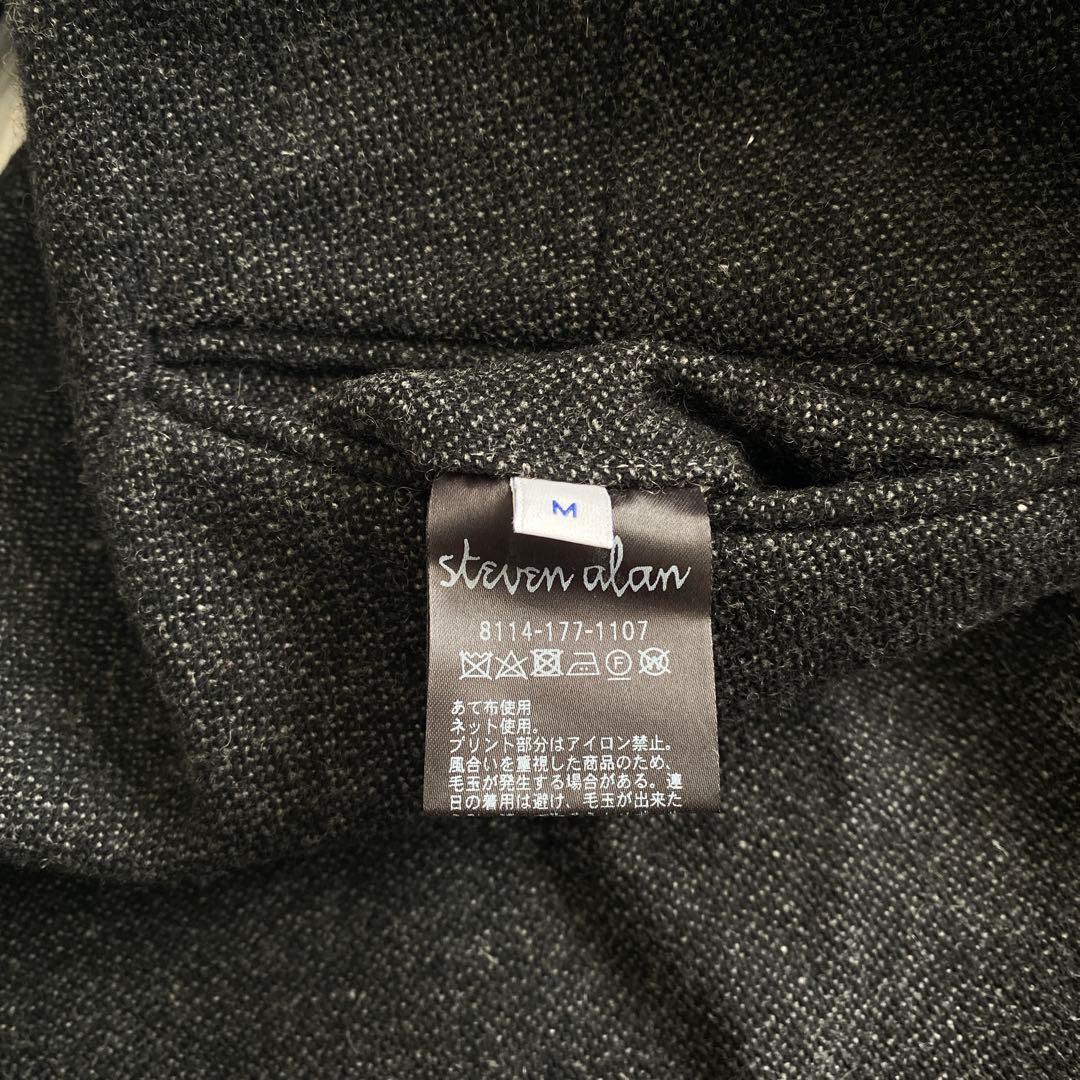 M
steven alan
8114-177-1107
F
W
あて布使用
ネット使用。
プリント部分はアイロン禁止。
風合いを重視した商品のため、
毛玉が発生する場合がある。連
日の着用は避け、毛玉が出来た